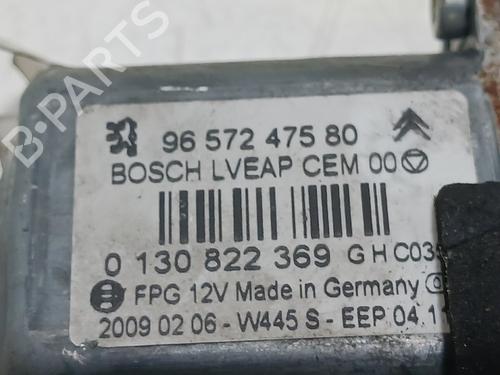 96 572 475 80
BOSCH LVEAP CEM 00
0 130 822 369 G H C03
FPG 12V Made in Germany
2009 02 06 - W445 S - EEP 04.11
B-PARTS